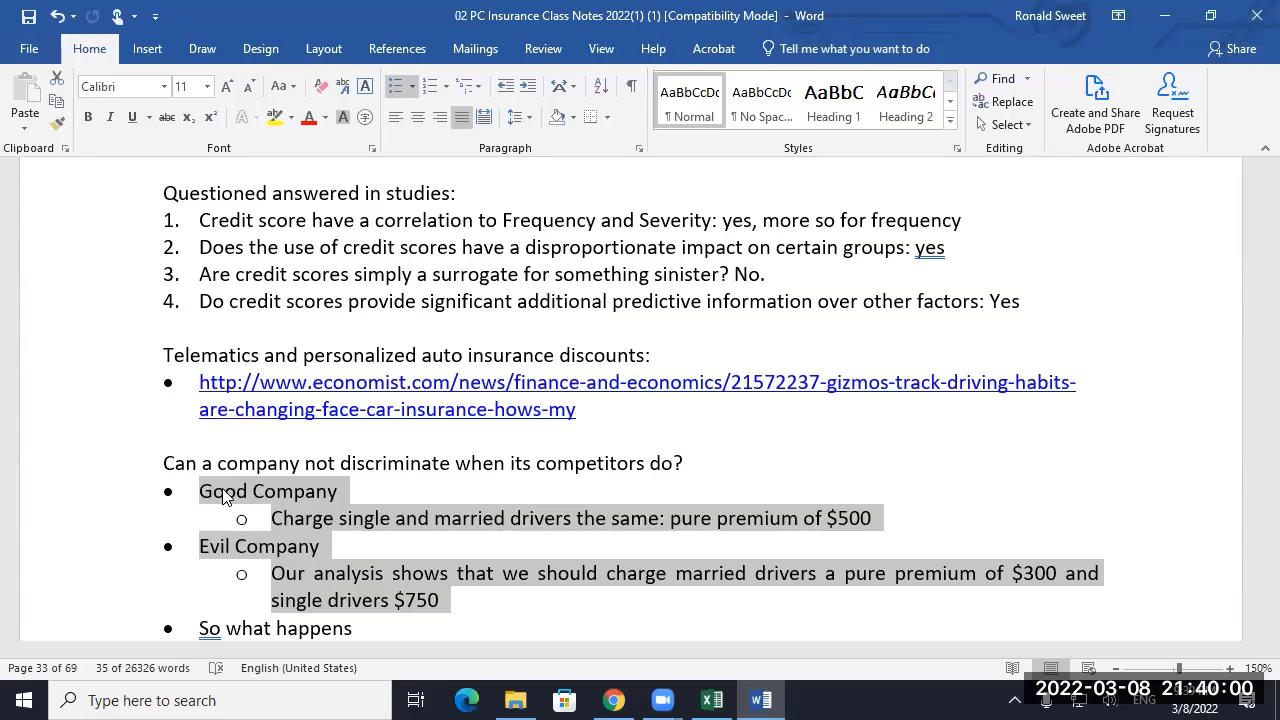 02 PC Insurance Class Notes 2022(1) (1) [Compatibility Mode] - Word
Ronald Sweet
File Home Insert Draw Design Layout References Mailings Review View Help Acrobat Tell me what you want to do Share
Paste
Calibri 11
AaBbCcDc AaBbCcDc AaBbC AaBbCc
¶ Normal ¶ No Spac... Heading 1 Heading 2
Find
Replace
Select
Create and Share Adobe PDF
Request Signatures
Clipboard Font Paragraph Styles Editing Adobe Acrobat
Questioned answered in studies:
1. Credit score have a correlation to Frequency and Severity: yes, more so for frequency
2. Does the use of credit scores have a disproportionate impact on certain groups: yes
3. Are credit scores simply a surrogate for something sinister? No.
4. Do credit scores provide significant additional predictive information over other factors: Yes
Telematics and personalized auto insurance discounts:
• http://www.economist.com/news/finance-and-economics/21572237-gizmos-track-driving-habits-
are-changing-face-car-insurance-hows-my
Can a company not discriminate when its competitors do?
• Good Company
o Charge single and married drivers the same: pure premium of $500
• Evil Company
o Our analysis shows that we should charge married drivers a pure premium of $300 and
single drivers $750
• So what happens
Page 33 of 69 35 of 26326 words English (United States) 150%
Type here to search
2022-03-08 21:40:00
ENG
3/8/2022